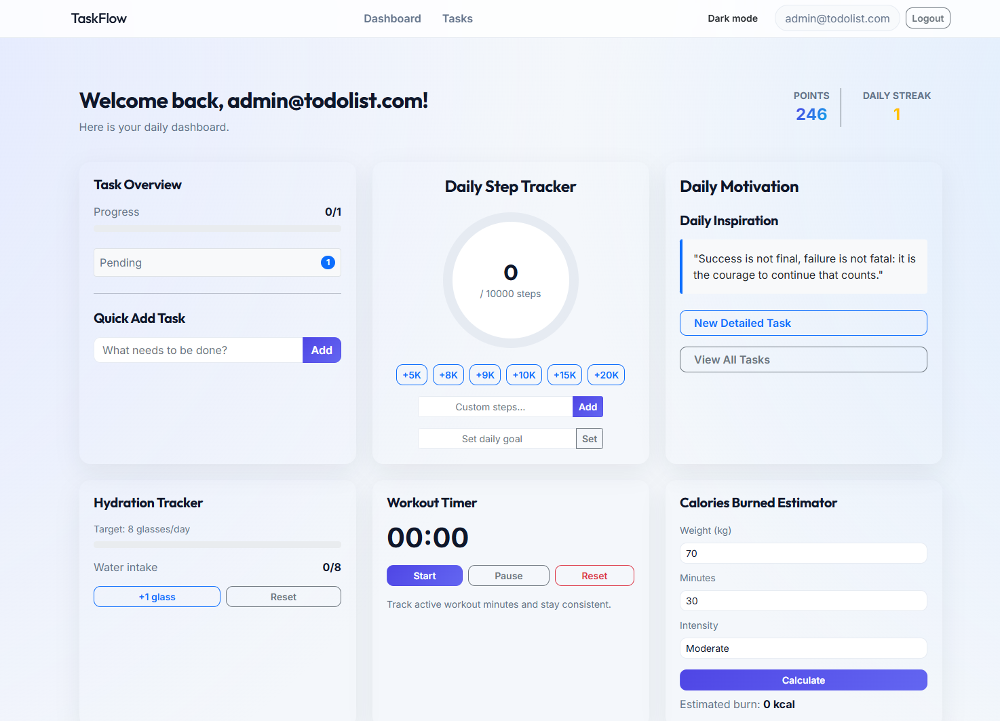 TaskFlow
Dashboard
Tasks
Dark mode
admin@todolist.com
Logout
Welcome back, admin@todolist.com!
Here is your daily dashboard.
POINTS
246
DAILY STREAK
1
Task Overview
Progress
0/1
Pending
1
Quick Add Task
What needs to be done?
Add
Daily Step Tracker
0
/ 10000 steps
+5K
+8K
+9K
+10K
+15K
+20K
Custom steps...
Add
Set daily goal
Set
Daily Motivation
Daily Inspiration
"Success is not final, failure is not fatal: it is
the courage to continue that counts."
New Detailed Task
View All Tasks
Hydration Tracker
Target: 8 glasses/day
Water intake
0/8
+1 glass
Reset
Workout Timer
00:00
Start
Pause
Reset
Track active workout minutes and stay consistent.
Calories Burned Estimator
Weight (kg)
70
Minutes
30
Intensity
Moderate
Calculate
Estimated burn: 0 kcal